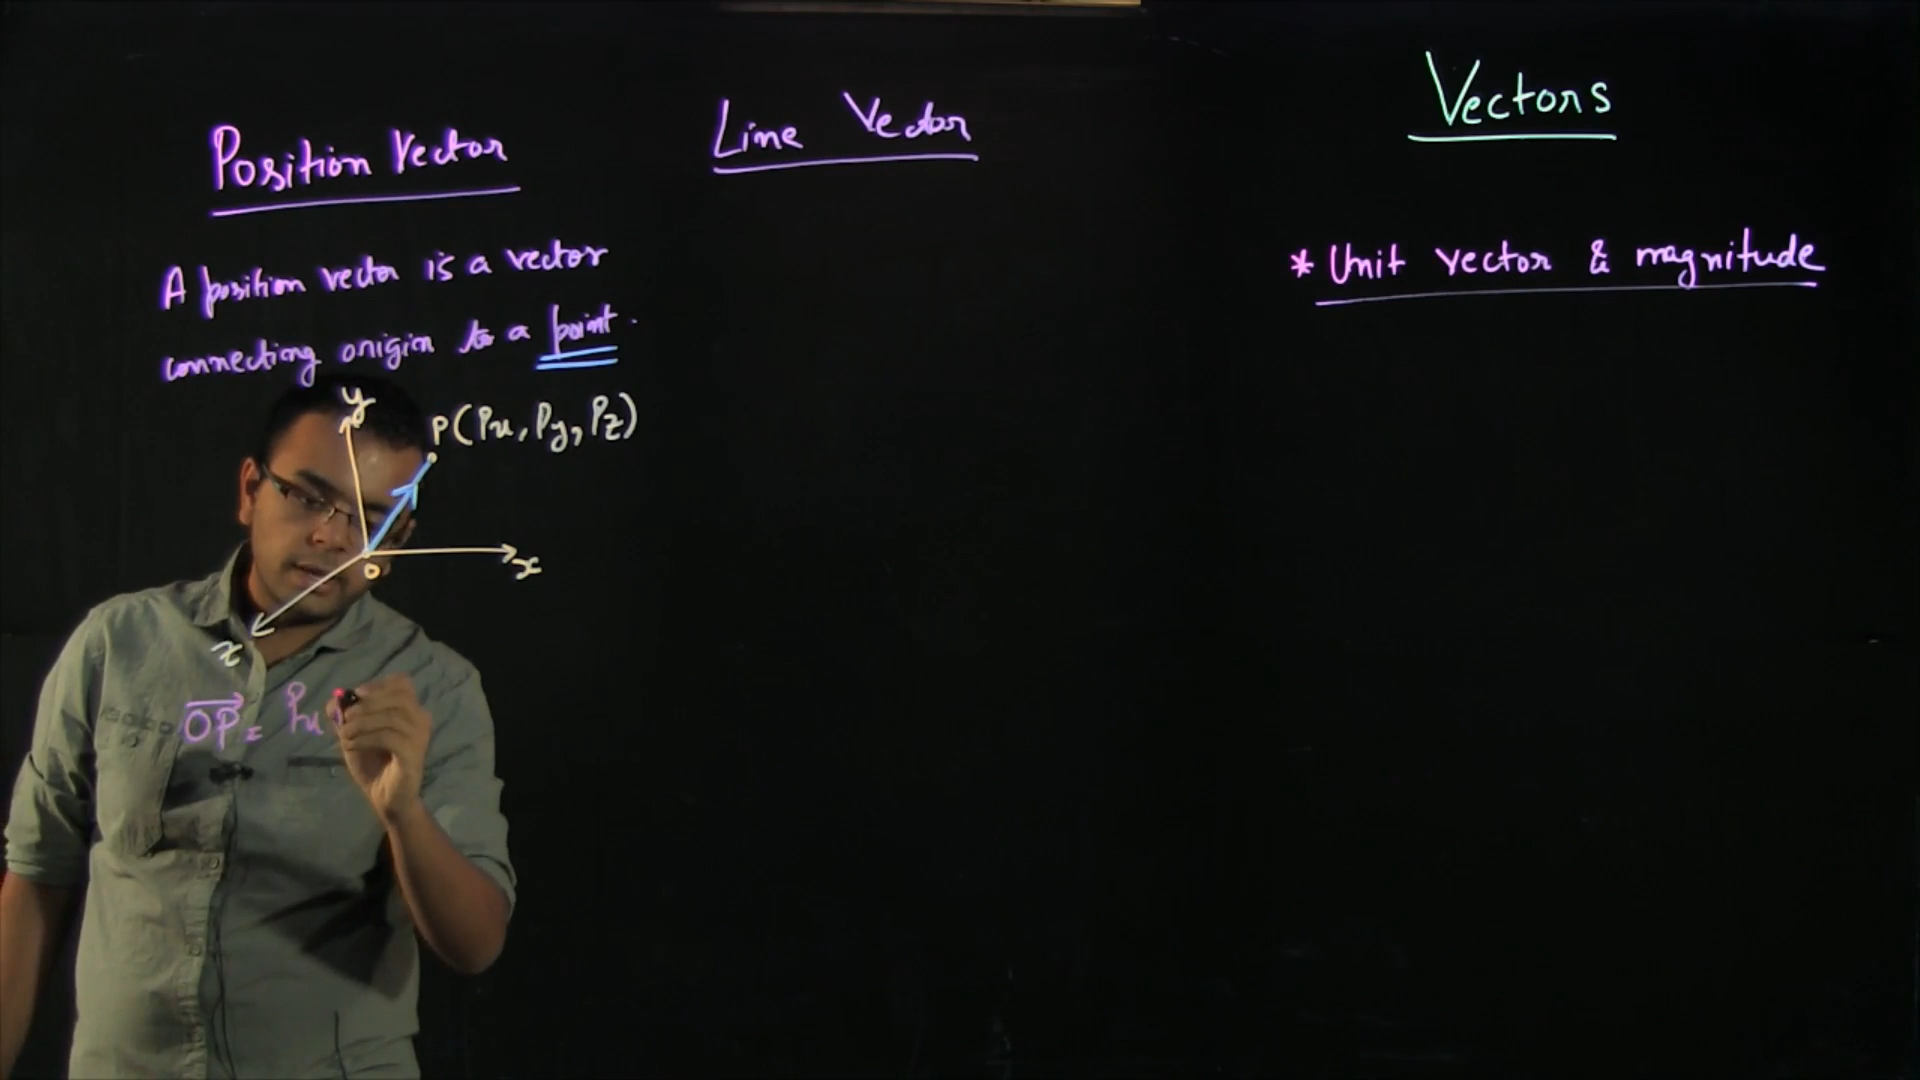 Position Vector
A position vector is a vector
connecting origin to a point.
y
P(Px, Py, Pz)
o
x
x
OP = Px
Line Vector
Vectors
* Unit vector & magnitude